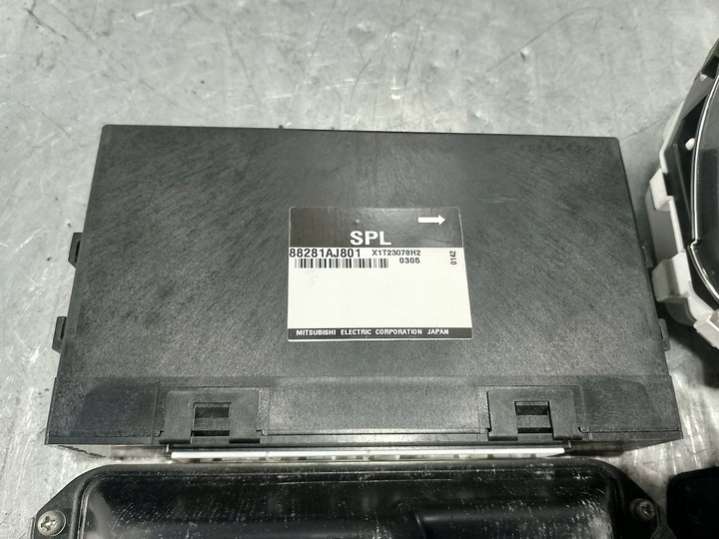 SPL
88281AJ801 X1T23078H2
0305
0142
MITSUBISHI ELECTRIC CORPORATION JAPAN